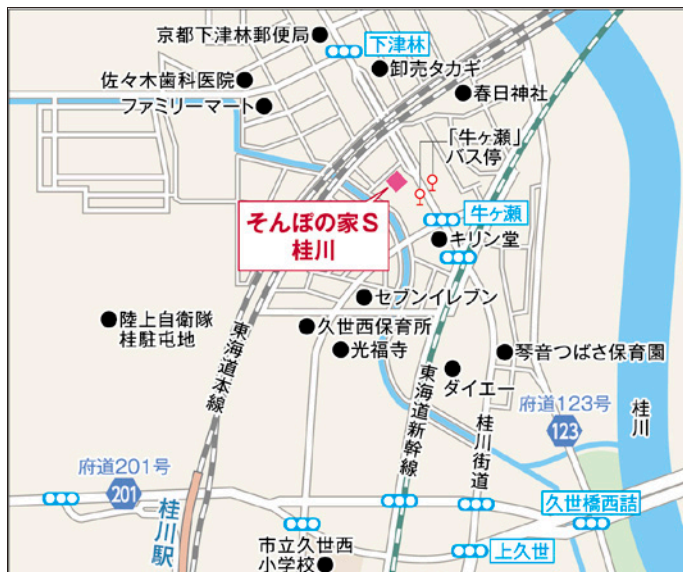 京都下津林郵便局
下津林
卸売タカギ
佐々木歯科医院
ファミリーマート
春日神社
「牛ヶ瀬」
バス停
そんぽの家S
桂川
牛ヶ瀬
キリン堂
セブンイレブン
陸上自衛隊
桂駐屯地
久世西保育所
光福寺
琴音つばさ保育園
ダイエー
東海道本線
東海道新幹線
桂川街道
府道123号
123
桂川
府道201号
201
桂川駅
久世橋西詰
上久世
市立久世西
小学校